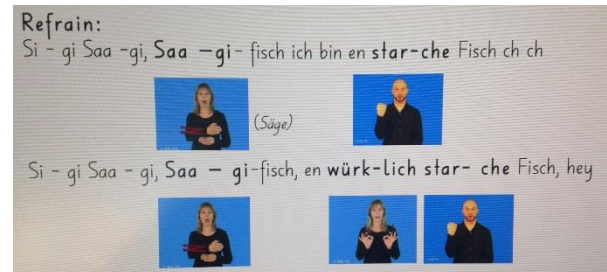 Refrain:
Si - gi Saa -gi, Saa -gi- fisch ich bin en star-che Fisch ch ch
(Säge)
Si - gi Saa - gi, Saa - gi-fisch, en würk-lich star- che Fisch, hey